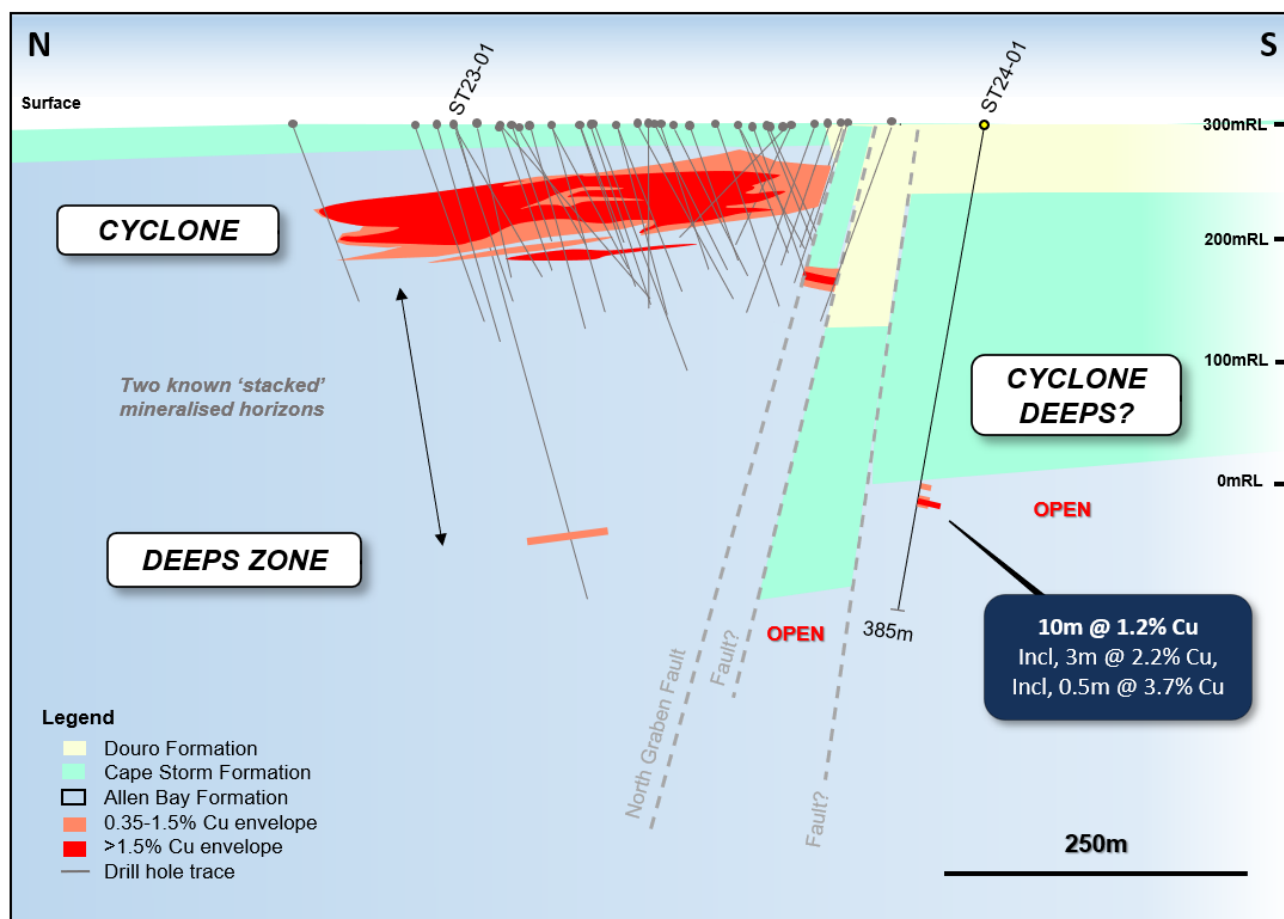 N
S
ST23-01
ST24-01
Surface
300mRL
CYCLONE
200mRL
Two known ‘stacked’
mineralised horizons
100mRL
CYCLONE
DEEPS?
0mRL
OPEN
DEEPS ZONE
385m
OPEN
10m @ 1.2% Cu
Incl, 3m @ 2.2% Cu,
Incl, 0.5m @ 3.7% Cu
North Graben Fault
Fault?
Fault?
Legend
Douro Formation
Cape Storm Formation
Allen Bay Formation
0.35-1.5% Cu envelope
>1.5% Cu envelope
Drill hole trace
250m